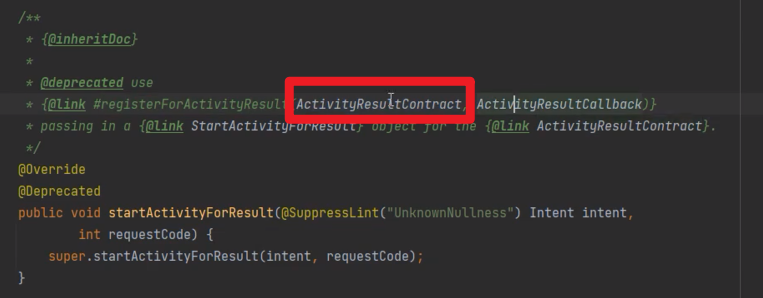 /**
* {@inheritDoc}
*
* @deprecated use
* {@link #registerForActivityResult(ActivityResultContract, ActivityResultCallback)}
* passing in a {@link StartActivityForResult} object for the {@link ActivityResultContract}.
*/
@Override
@Deprecated
public void startActivityForResult(@SuppressLint("UnknownNullness") Intent intent,
int requestCode) {
super.startActivityForResult(intent, requestCode);
}